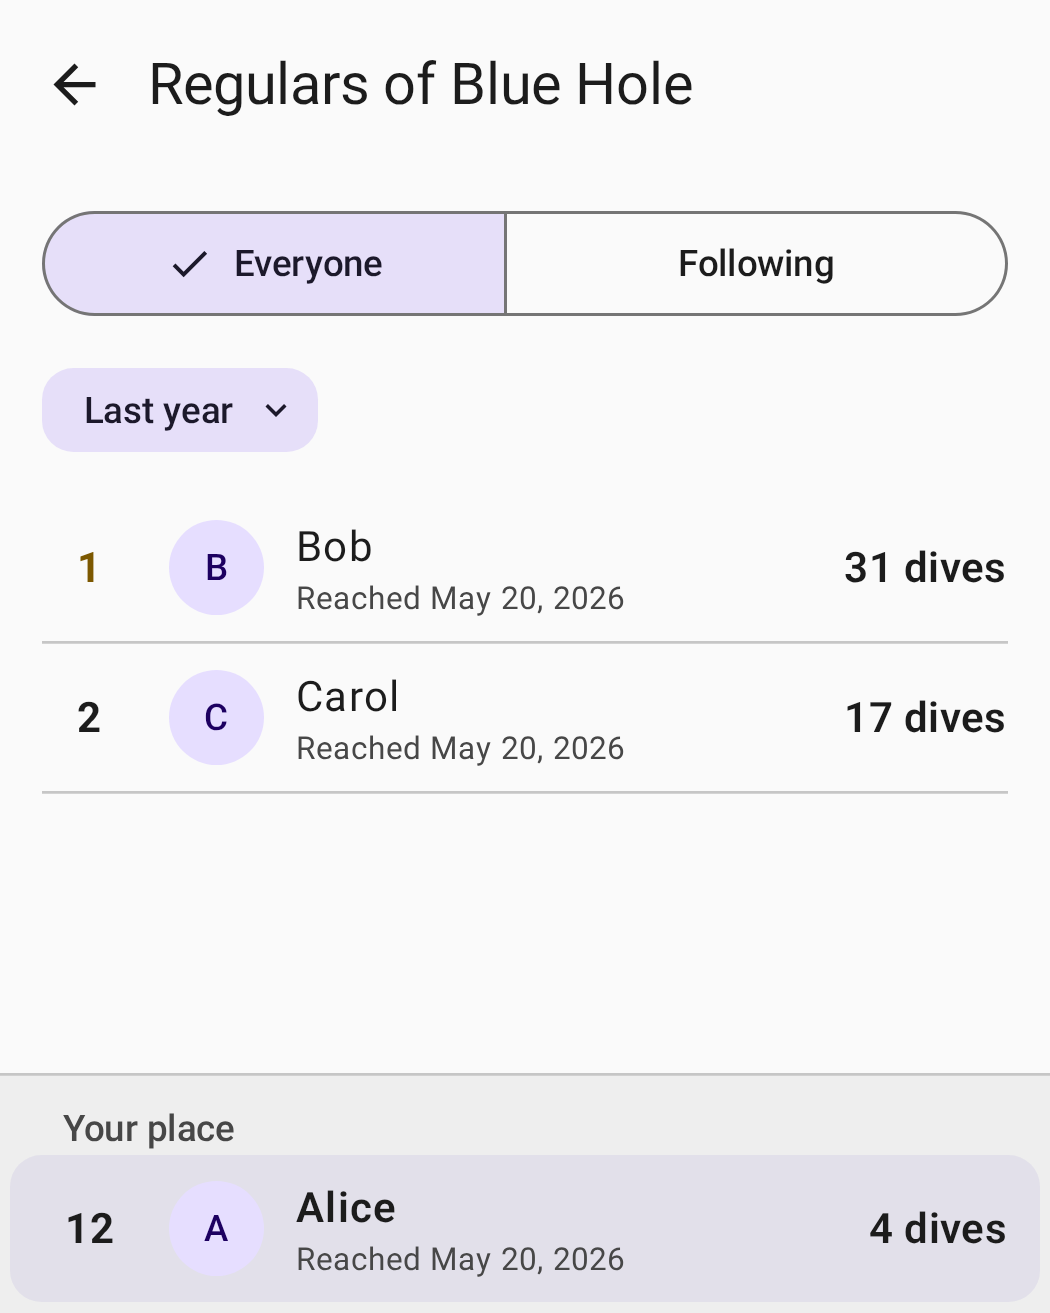 Regulars of Blue Hole
Everyone
Following
Last year
1
B
Bob
Reached May 20, 2026
31 dives
2
C
Carol
Reached May 20, 2026
17 dives
Your place
12
A
Alice
Reached May 20, 2026
4 dives